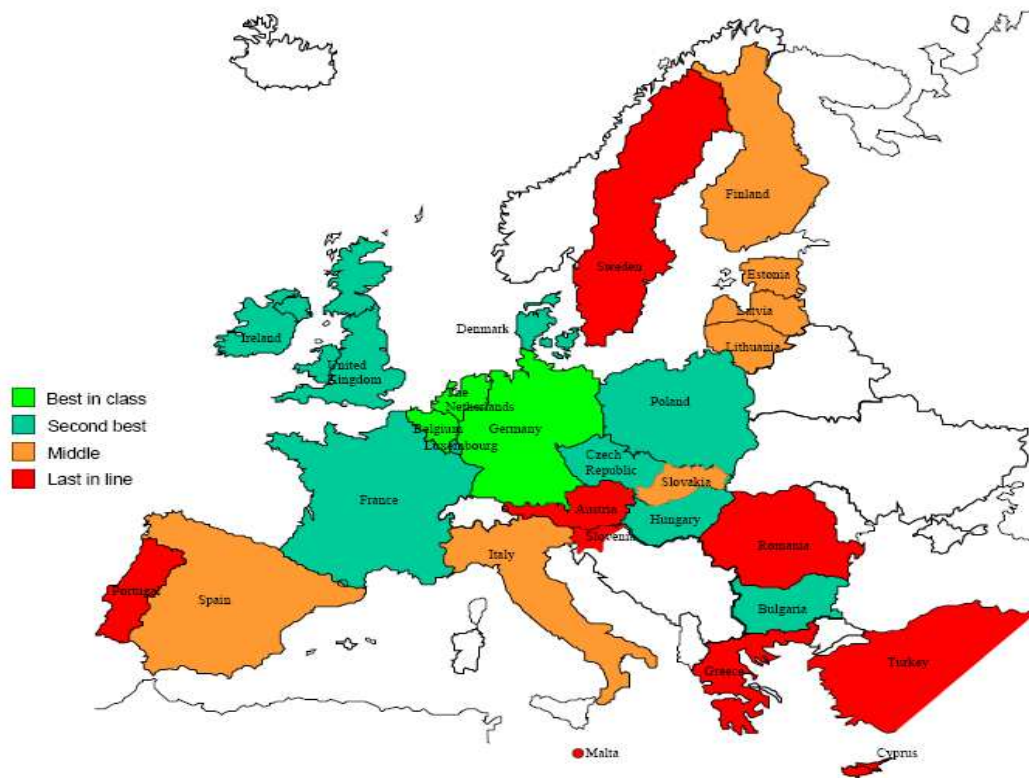 Finland
Sweden
Estonia
Latvia
Lithuania
Denmark
Ireland
United
Kingdom
The
Netherlands
Poland
Belgium
Germany
Luxembourg
Best in class
Second best
Middle
Last in line
Czech
Republic
Slovakia
France
Austria
Hungary
Slovenia
Romania
Italy
Portugal
Spain
Bulgaria
Greece
Turkey
Malta
Cyprus